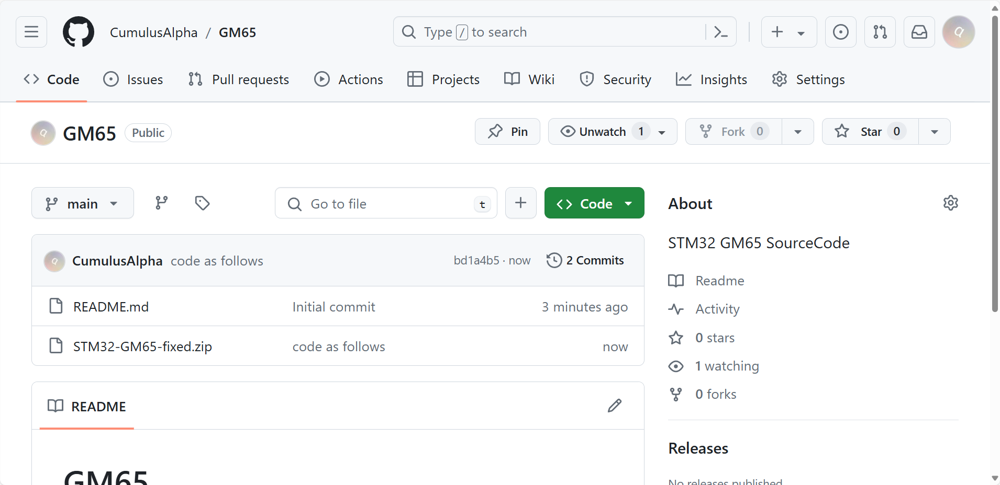 CumulusAlpha / GM65
Type / to search
Code
Issues
Pull requests
Actions
Projects
Wiki
Security
Insights
Settings
GM65 Public
Pin
Unwatch 1
Fork 0
Star 0
main
Go to file t
Code
CumulusAlpha code as follows bd1a4b5 · now 2 Commits
README.md Initial commit 3 minutes ago
STM32-GM65-fixed.zip code as follows now
README
GM65
About
STM32 GM65 SourceCode
Readme
Activity
0 stars
1 watching
0 forks
Releases
No releases published